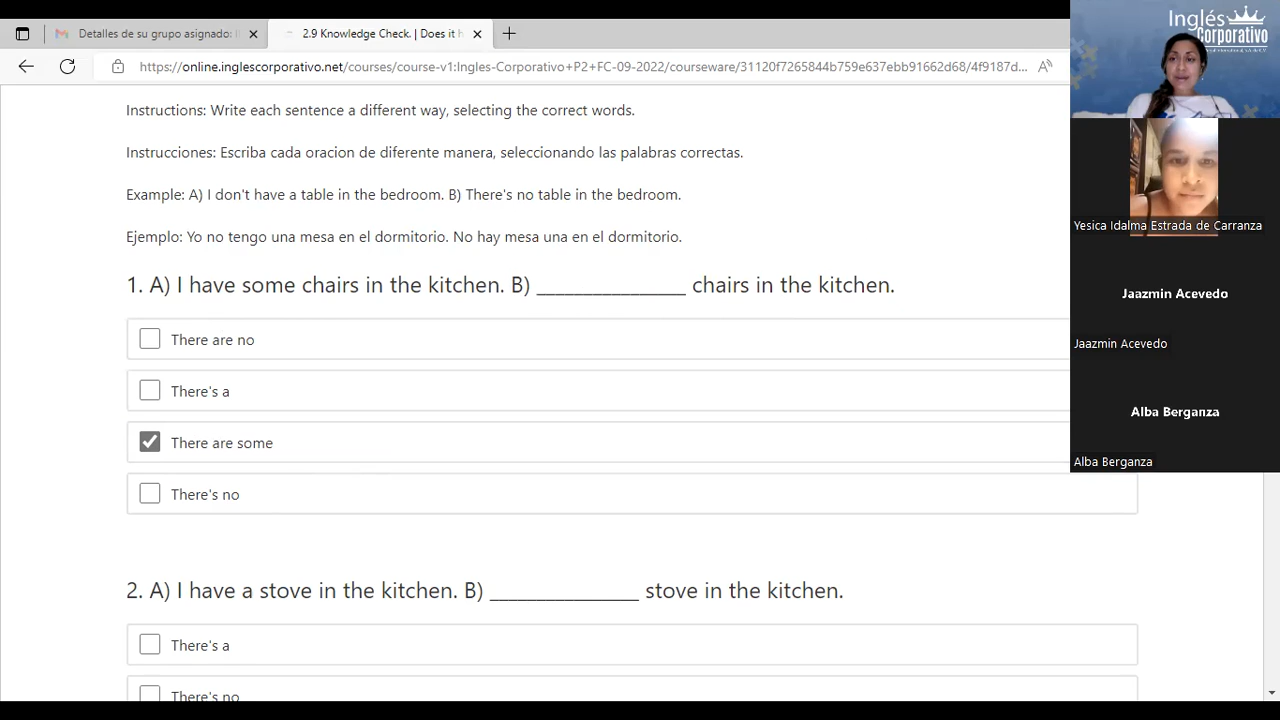 Detalles de su grupo asignado: I
2.9 Knowledge Check. | Does it h
https://online.inglescorporativo.net/courses/course-v1:Ingles-Corporativo+P2+FC-09-2022/courseware/31120f7265844b759e637ebb91662d68/4f9187d...
Inglés
Corporativo
Instructions: Write each sentence a different way, selecting the correct words.
Instrucciones: Escriba cada oracion de diferente manera, seleccionando las palabras correctas.
Example: A) I don't have a table in the bedroom. B) There's no table in the bedroom.
Ejemplo: Yo no tengo una mesa en el dormitorio. No hay mesa una en el dormitorio.
1. A) I have some chairs in the kitchen. B) ________________ chairs in the kitchen.
There are no
There's a
There are some
There's no
2. A) I have a stove in the kitchen. B) ________________ stove in the kitchen.
There's a
There's no
Yesica Idalma Estrada de Carranza
Jaazmin Acevedo
Jaazmin Acevedo
Alba Berganza
Alba Berganza